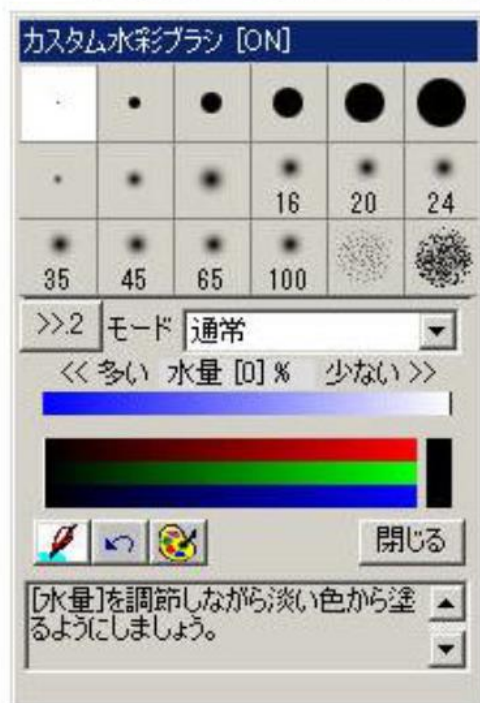 カスタム水彩ブラシ [ON]
16 20 24
35 45 65 100
>>.2 モード 通常
<< 多い 水量 [0] % 少ない >>
閉じる
[水量]を調節しながら淡い色から塗
るようにしましょう。